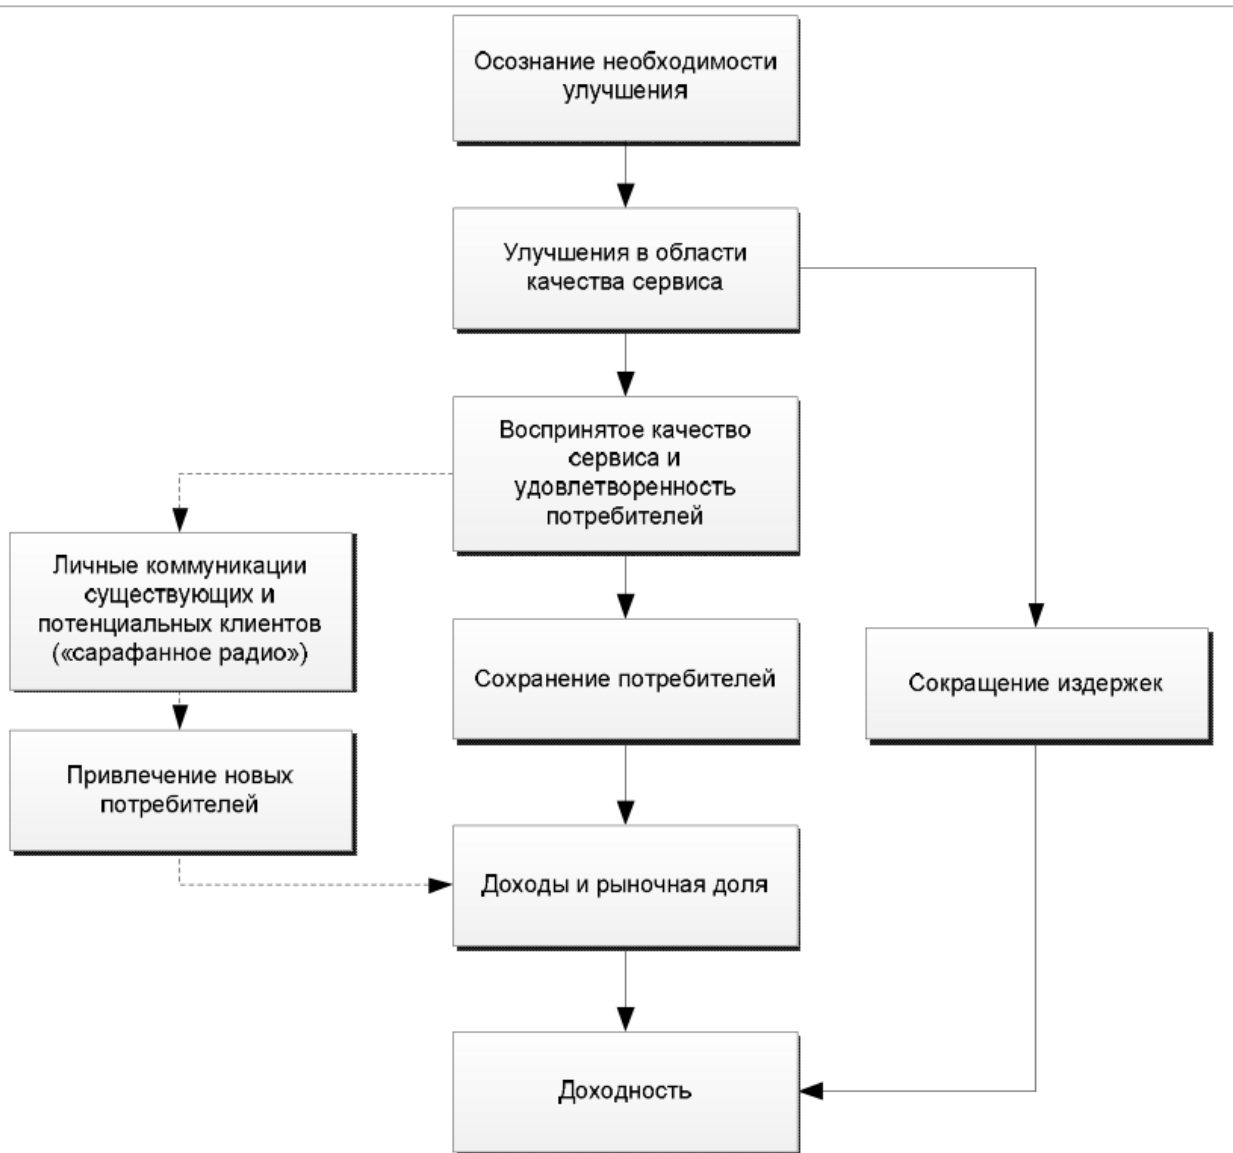 Осознание необходимости
улучшения
Улучшения в области
качества сервиса
Воспринятое качество
сервиса и
удовлетворенность
потребителей
Личные коммуникации
существующих и
потенциальных клиентов
(«сарафанное радио»)
Сохранение потребителей
Сокращение издержек
Привлечение новых
потребителей
Доходы и рыночная доля
Доходность